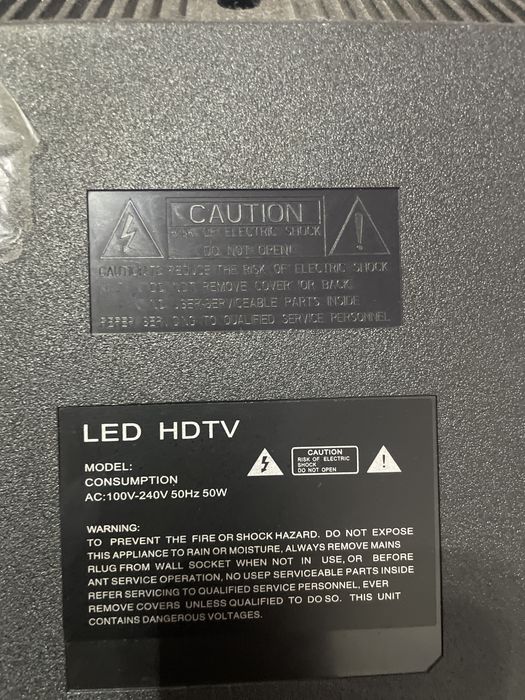 CAUTION
RISK OF ELECTRIC SHOCK
DO NOT OPEN!
CAUTION: TO REDUCE THE RISK OF ELECTRIC SHOCK
DO NOT REMOVE COVER (OR BACK
NO USER-SERVICEABLE PARTS INSIDE
REFER SERVICING TO QUALIFIED SERVICE PERSONNEL
LED HDTV
MODEL:
CONSUMPTION
AC:100V-240V 50Hz 50W
CAUTION
RISK OF ELECTRIC
SHOCK
DO NOT OPEN
WARNING:
TO PREVENT THE FIRE OR SHOCK HAZARD. DO NOT EXPOSE
THIS APPLIANCE TO RAIN OR MOISTURE, ALWAYS REMOVE MAINS
RLUG FROM WALL SOCKET WHEN NOT IN USE, OR BEFORE
ANT SERVICE OPERATION, NO USEP SERVICEABLE PARTS INSIDE
REFER SERVICING TO QUALIFIED SERVICE PERSONNEL, EVER
REMOVE COVERS UNLESS QUALIFIED TO DO SO. THIS UNIT
CONTAINS DANGEROUS VOLTAGES.